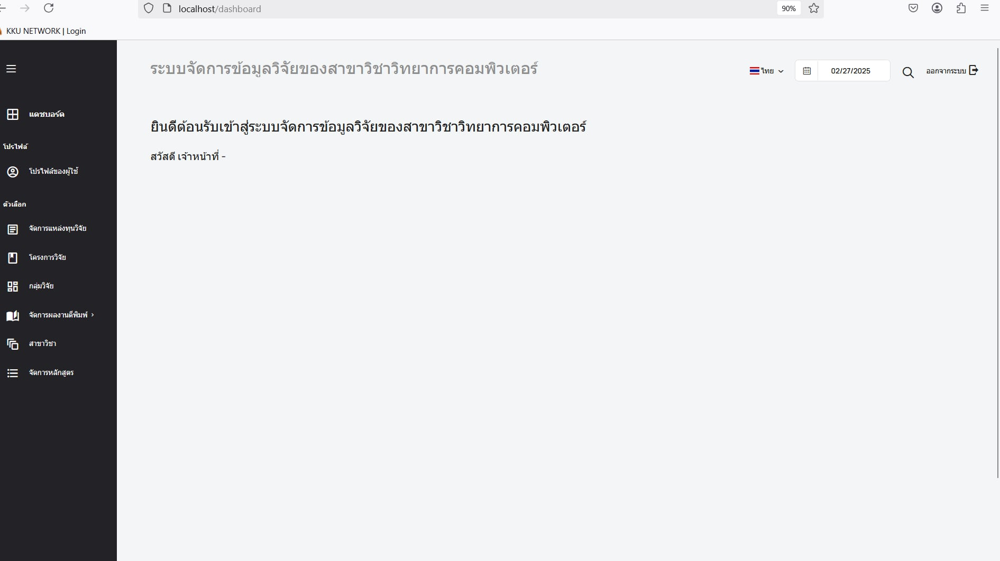 localhost/dashboard
90%
KKU NETWORK | Login
ระบบจัดการข้อมูลวิจัยของสาขาวิชาวิทยาการคอมพิวเตอร์
ไทย
02/27/2025
ออกจากระบบ
แดชบอร์ด
โปรไฟล์
โปรไฟล์ของผู้ใช้
ตัวเลือก
จัดการแหล่งทุนวิจัย
โครงการวิจัย
กลุ่มวิจัย
จัดการผลงานตีพิมพ์ ›
สาขาวิชา
จัดการหลักสูตร
ยินดีต้อนรับเข้าสู่ระบบจัดการข้อมูลวิจัยของสาขาวิชาวิทยาการคอมพิวเตอร์
สวัสดี เจ้าหน้าที่ -